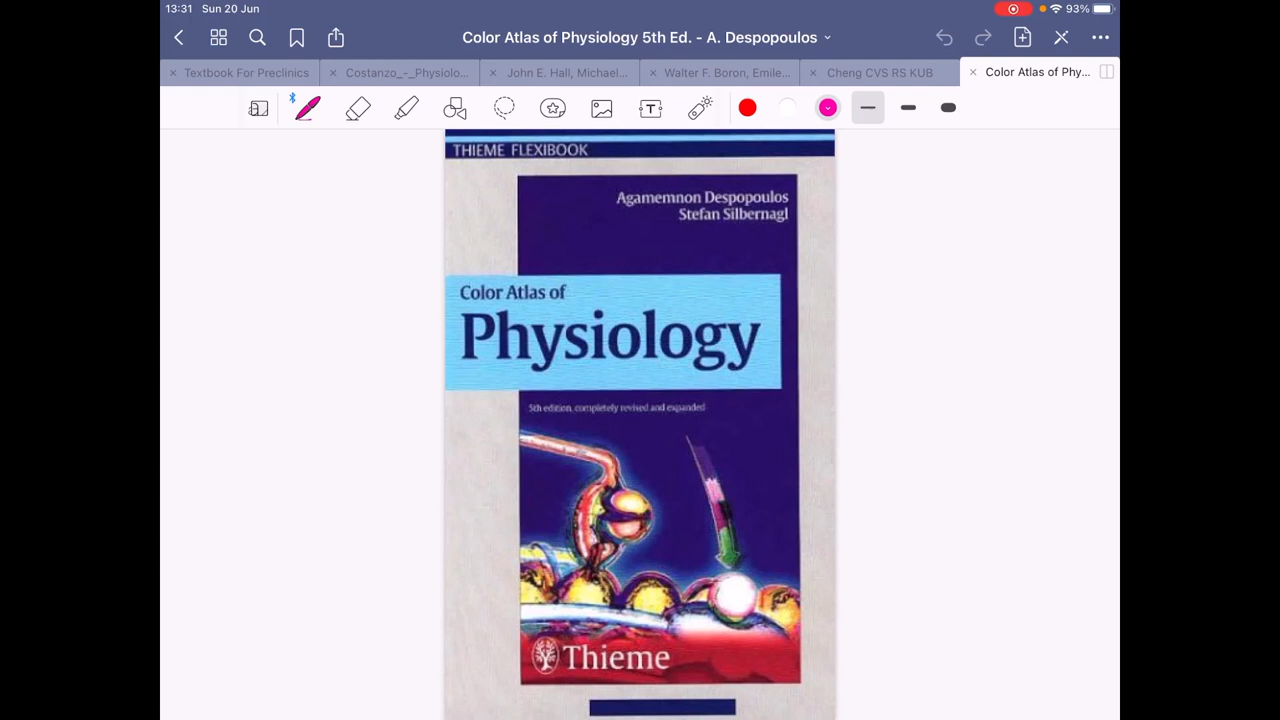 13:31 Sun 20 Jun 93%
Color Atlas of Physiology 5th Ed. - A. Despopoulos
Textbook For Preclinics Costanzo_-_Physiolo... John E. Hall, Michael... Walter F. Boron, Emile... Cheng CVS RS KUB Color Atlas of Phy...
T
THIEME FLEXIBOOK
Agamemnon Despopoulos
Stefan Silbernagl
Color Atlas of
Physiology
5th edition, completely revised and expanded
Thieme